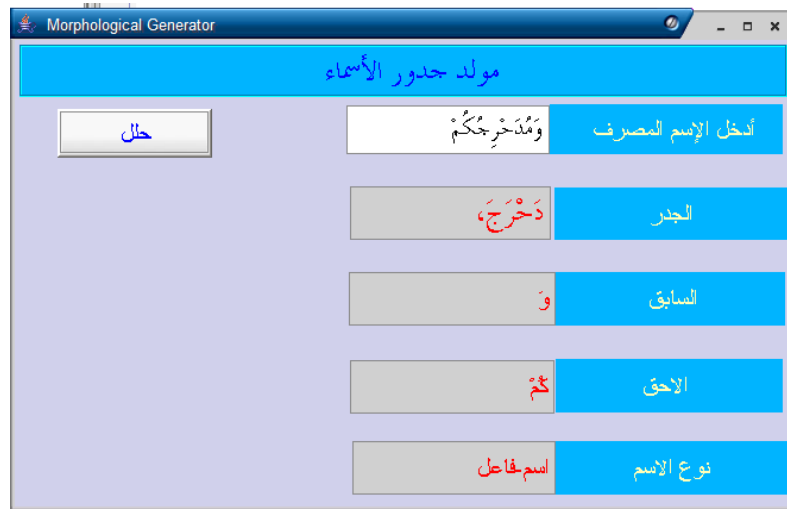 Morphological Generator
مولد جدور الأسماء
أدخل الإسم المصرف وَمُدَحْرِجُكُمْ حلل
الجدر دَحْرَجَ،
السابق وَ
الاحق كُمْ
نوع الاسم اسم فاعل